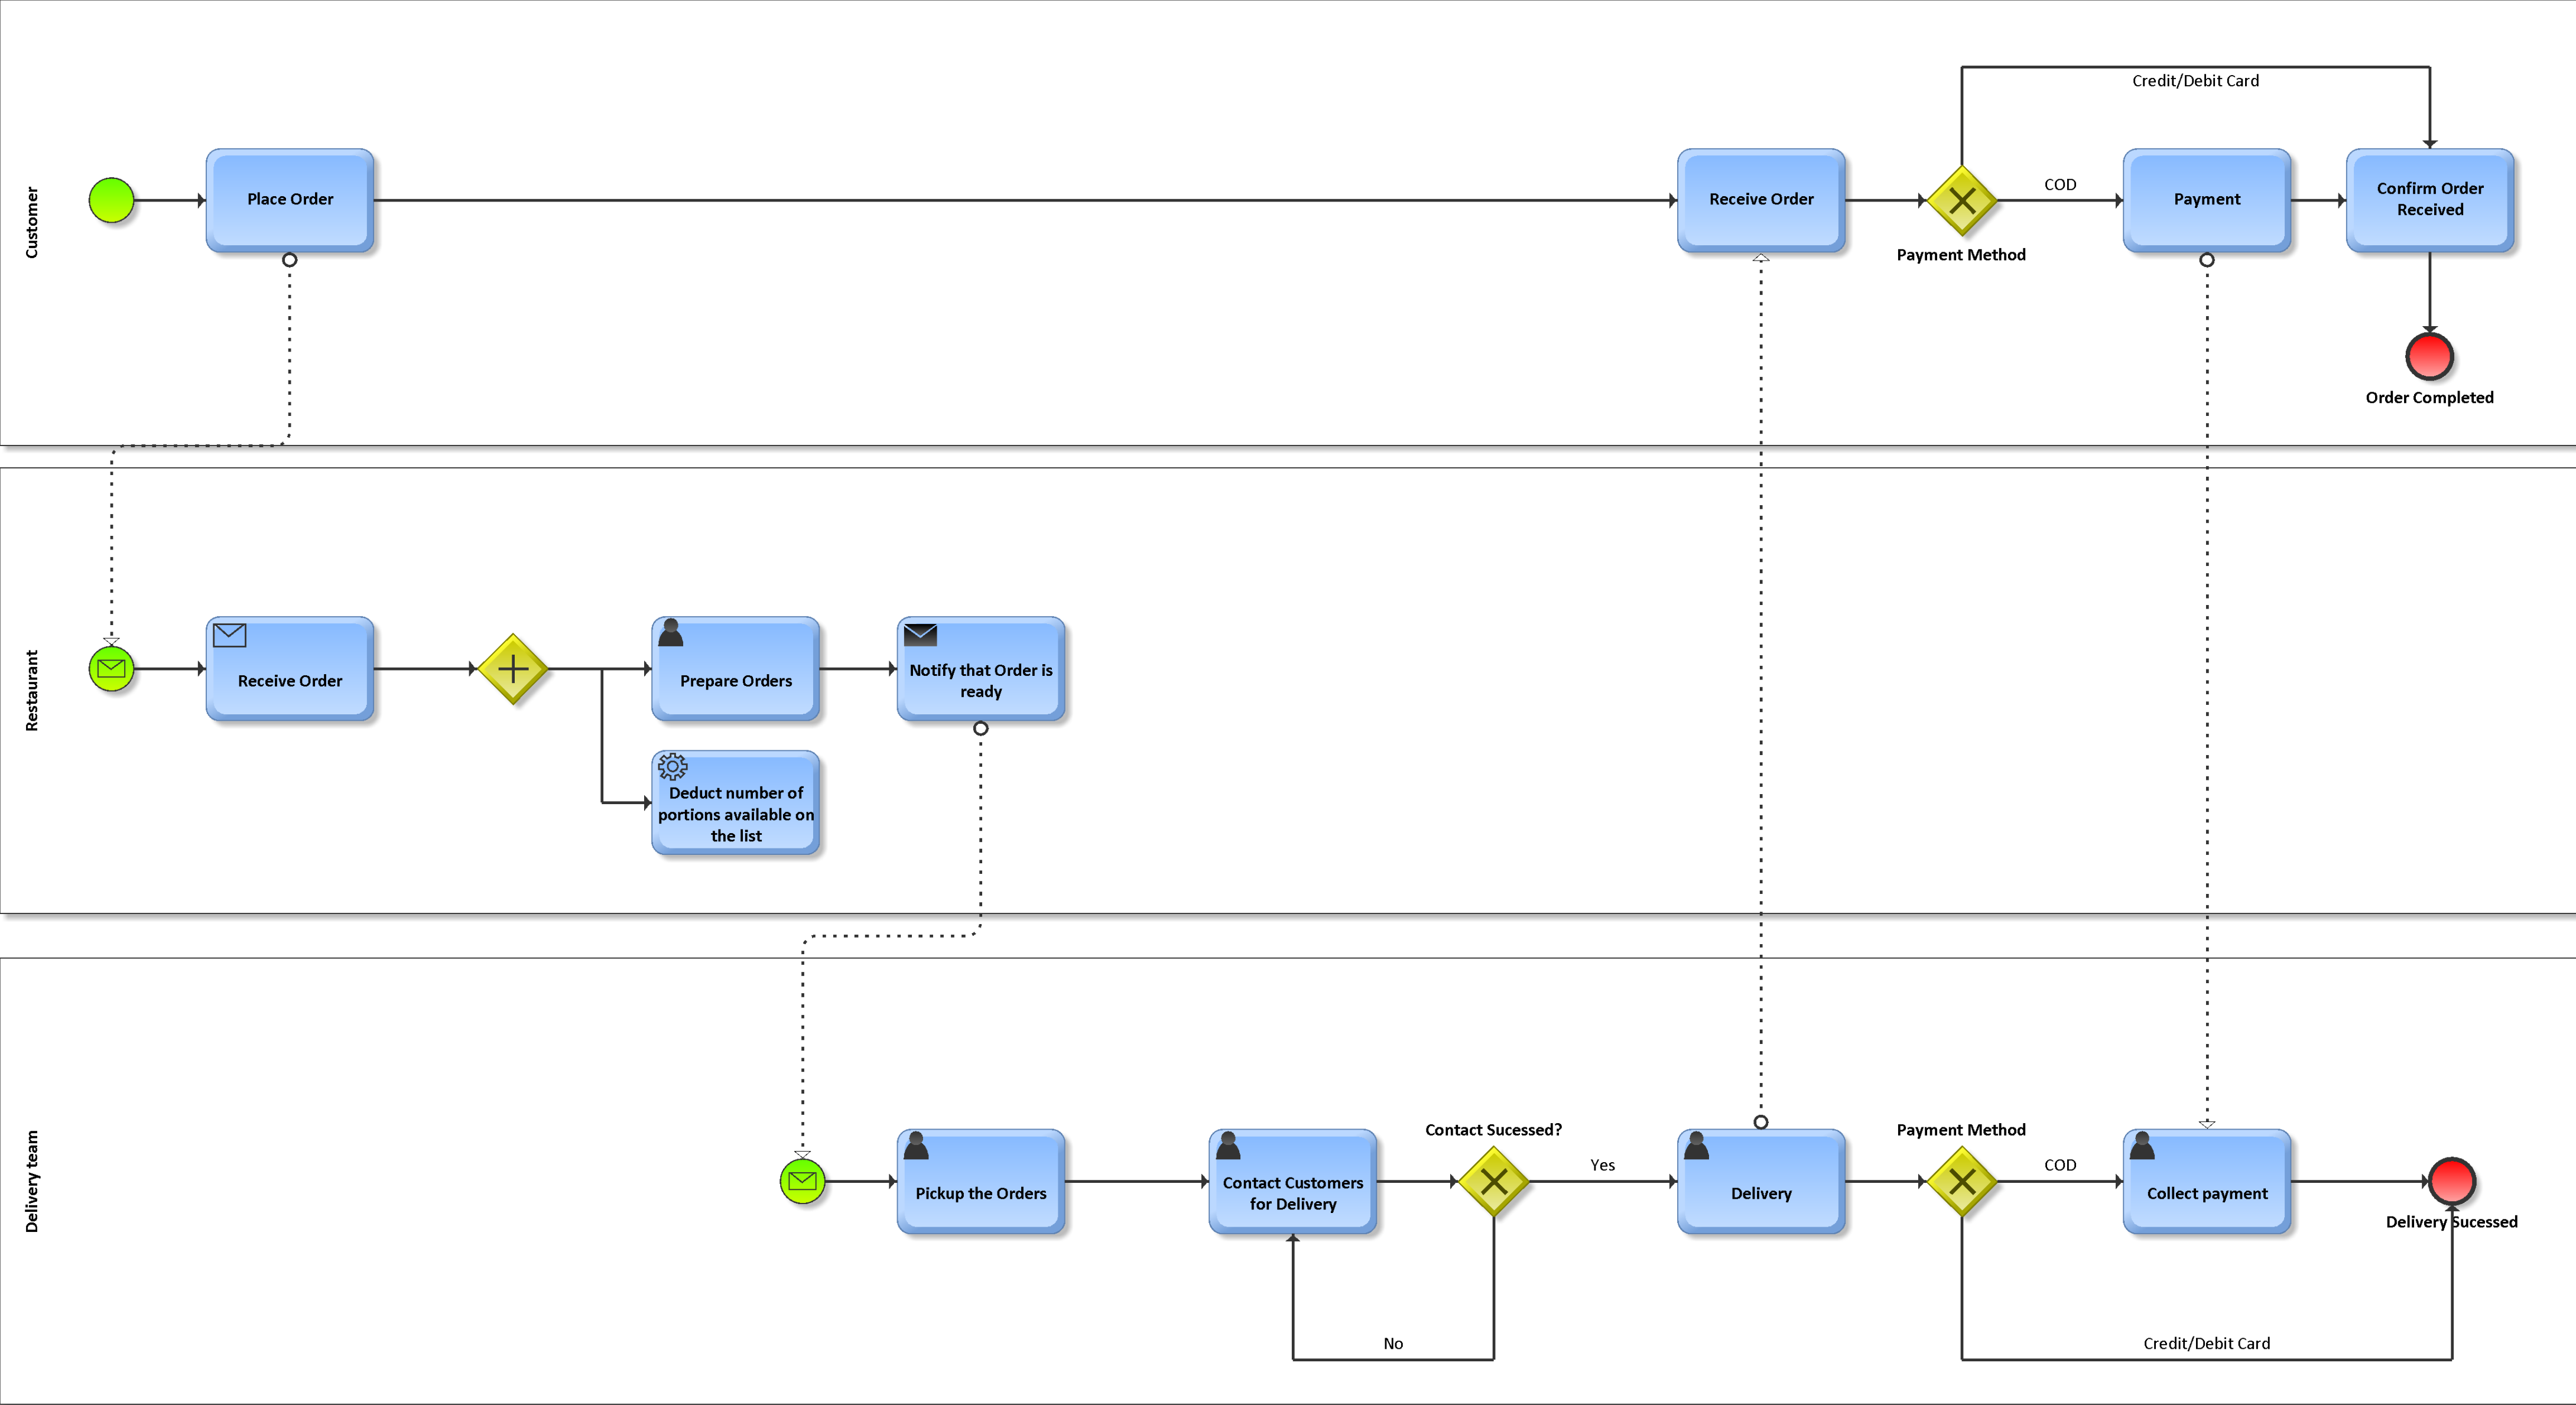 Customer
Credit/Debit Card
Place Order
Receive Order
Payment Method
COD
Payment
Confirm Order
Received
Order Completed
Restaurant
Receive Order
Prepare Orders
Notify that Order is
ready
Deduct number of
portions available on
the list
Delivery team
Pickup the Orders
Contact Customers
for Delivery
Contact Sucessed?
Yes
No
Delivery
Payment Method
COD
Collect payment
Delivery Sucessed
Credit/Debit Card